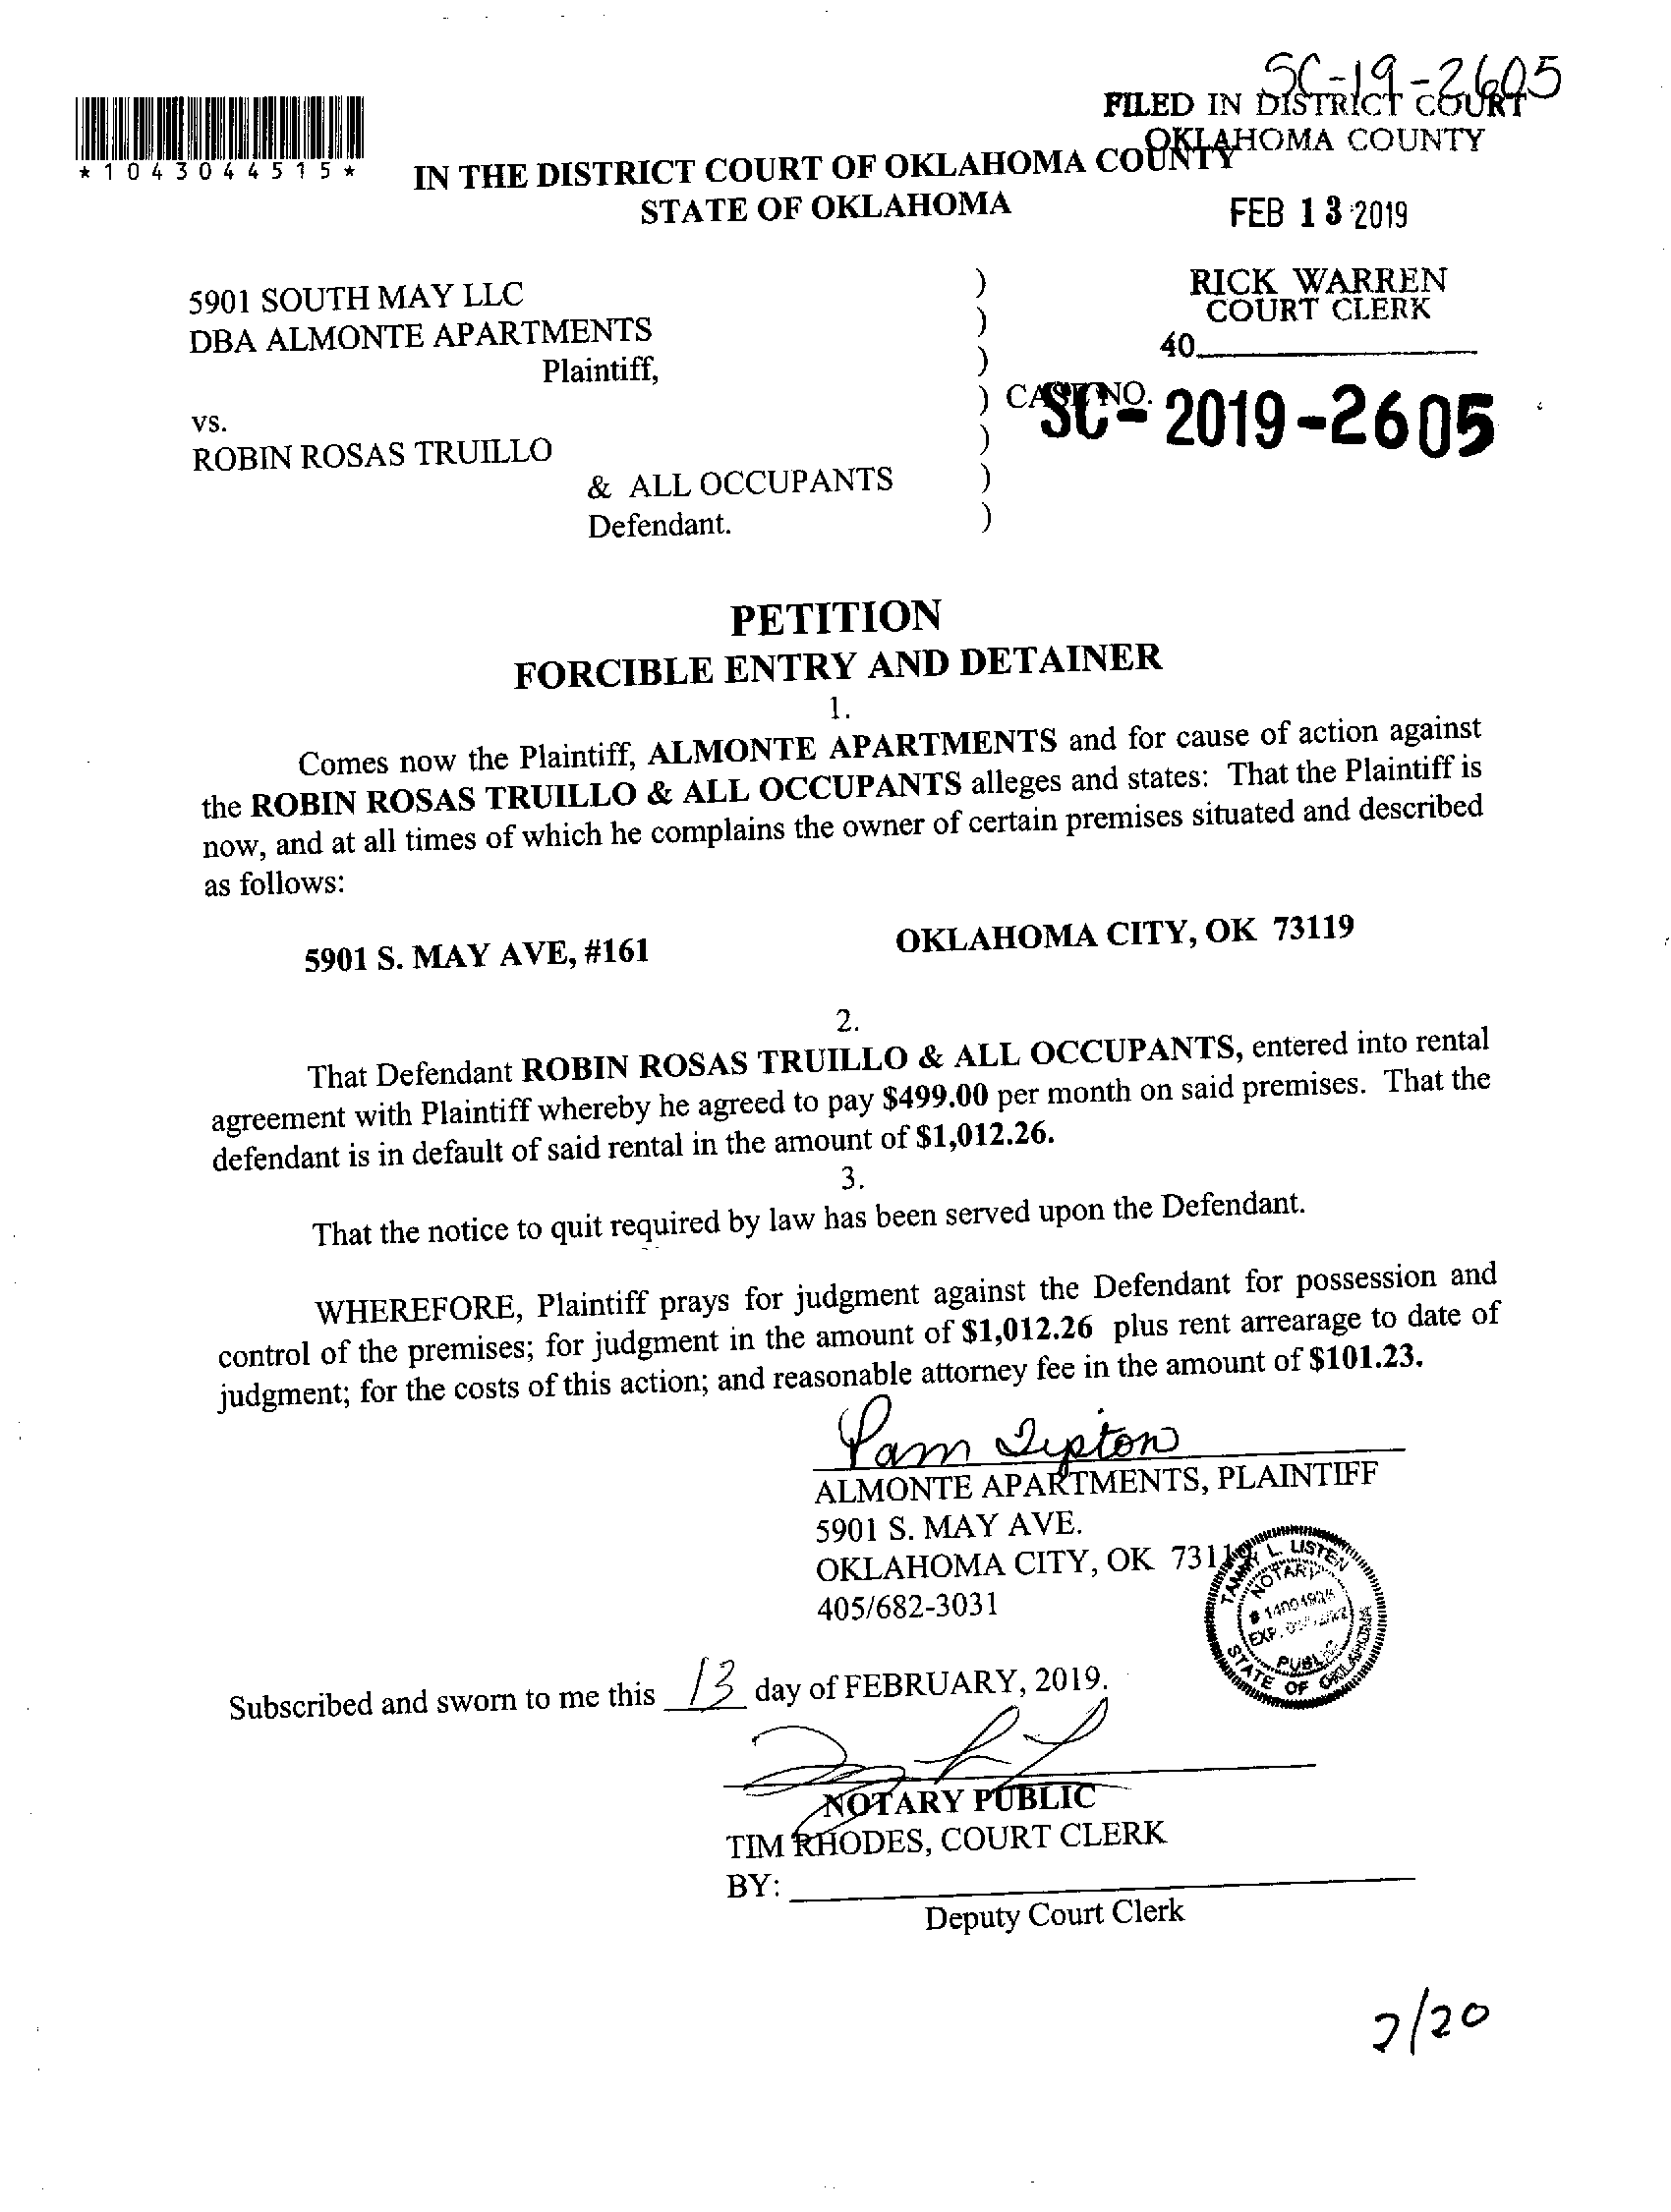 SC-19-2605
FILED IN DISTRICT COURT
OKLAHOMA COUNTY
*1043044515*
IN THE DISTRICT COURT OF OKLAHOMA COUNTY
STATE OF OKLAHOMA
FEB 13 2019
RICK WARREN
COURT CLERK
40
5901 SOUTH MAY LLC )
DBA ALMONTE APARTMENTS )
Plaintiff, )
) CASE NO. SC-2019-2605
vs. )
ROBIN ROSAS TRUILLO
& ALL OCCUPANTS )
Defendant. )
PETITION
FORCIBLE ENTRY AND DETAINER
1.
Comes now the Plaintiff, ALMONTE APARTMENTS and for cause of action against
the ROBIN ROSAS TRUILLO & ALL OCCUPANTS alleges and states: That the Plaintiff is
now, and at all times of which he complains the owner of certain premises situated and described
as follows:
5901 S. MAY AVE, #161 OKLAHOMA CITY, OK 73119
2.
That Defendant ROBIN ROSAS TRUILLO & ALL OCCUPANTS, entered into rental
agreement with Plaintiff whereby he agreed to pay $499.00 per month on said premises. That the
defendant is in default of said rental in the amount of $1,012.26.
3.
That the notice to quit required by law has been served upon the Defendant.
WHEREFORE, Plaintiff prays for judgment against the Defendant for possession and
control of the premises; for judgment in the amount of $1,012.26 plus rent arrearage to date of
judgment; for the costs of this action; and reasonable attorney fee in the amount of $101.23.
Pam Tipton
ALMONTE APARTMENTS, PLAINTIFF
5901 S. MAY AVE.
OKLAHOMA CITY, OK 73119
405/682-3031
TAMMY L. LISTEN
NOTARY
EXP.
PUBLIC
STATE OF OKLAHOMA
Subscribed and sworn to me this 13 day of FEBRUARY, 2019.
NOTARY PUBLIC
TIM RHODES, COURT CLERK
BY:
Deputy Court Clerk
2/20